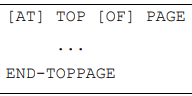 [AT] TOP [OF] PAGE
...
END-TOPPAGE